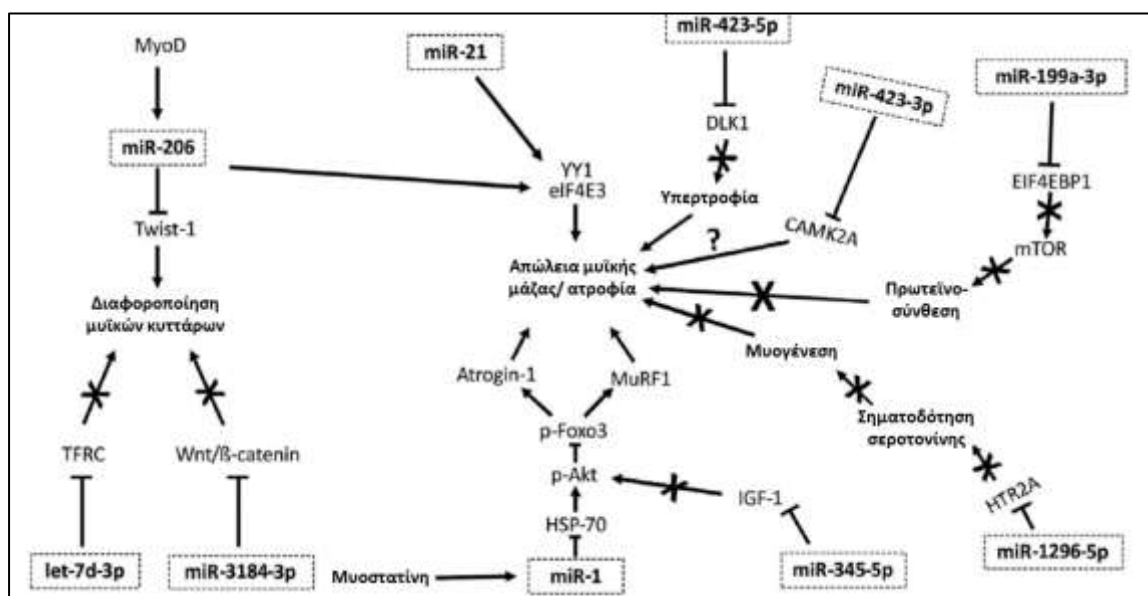 miR-423-5p
MyoD
miR-21
miR-199a-3p
miR-423-3p
DLK1
miR-206
YY1
eIF4E3
EIF4EBP1
Υπερτροφία
Twist-1
CAMK2A
?
mTOR
Απώλεια μυϊκής
μάζας/ ατροφία
Πρωτεϊνο-
σύνθεση
Διαφοροποίηση
μυϊκών κυττάρων
Μυογένεση
Atrogin-1
MuRF1
Σηματοδότηση
σεροτονίνης
p-Foxo3
TFRC
Wnt/ß-catenin
p-Akt
IGF-1
HTR2A
HSP-70
let-7d-3p
miR-3184-3p
Μυοστατίνη
miR-1
miR-345-5p
miR-1296-5p